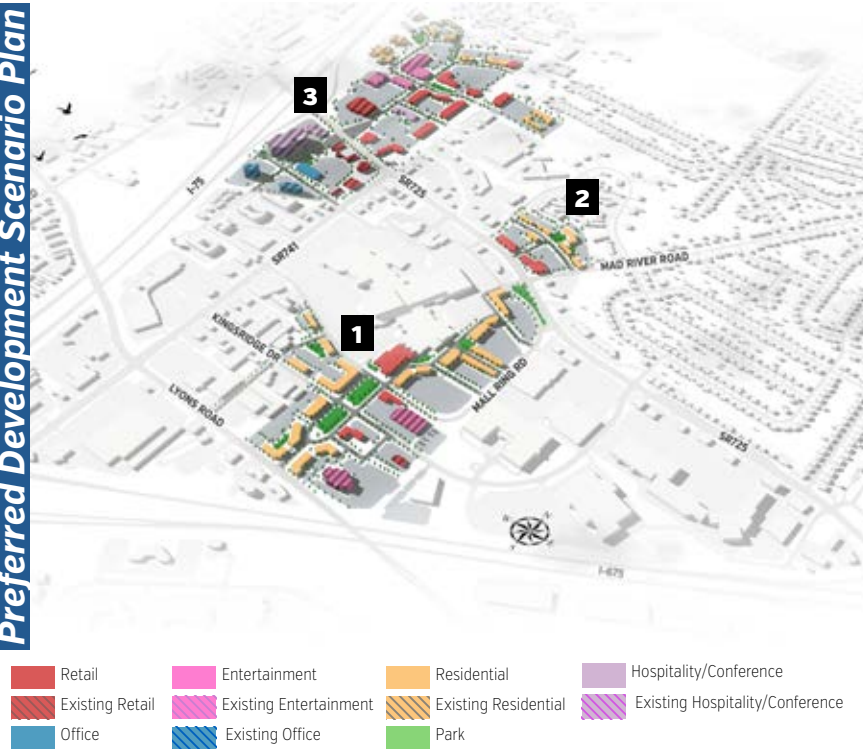 Preferred Development Scenario Plan
3
I-75
SR725
2
SR741
MAD RIVER ROAD
1
KINGSRIDGE DR
LYONS ROAD
MALL RING RD
SR725
I-675
Retail
Entertainment
Residential
Hospitality/Conference
Existing Retail
Existing Entertainment
Existing Residential
Existing Hospitality/Conference
Office
Existing Office
Park